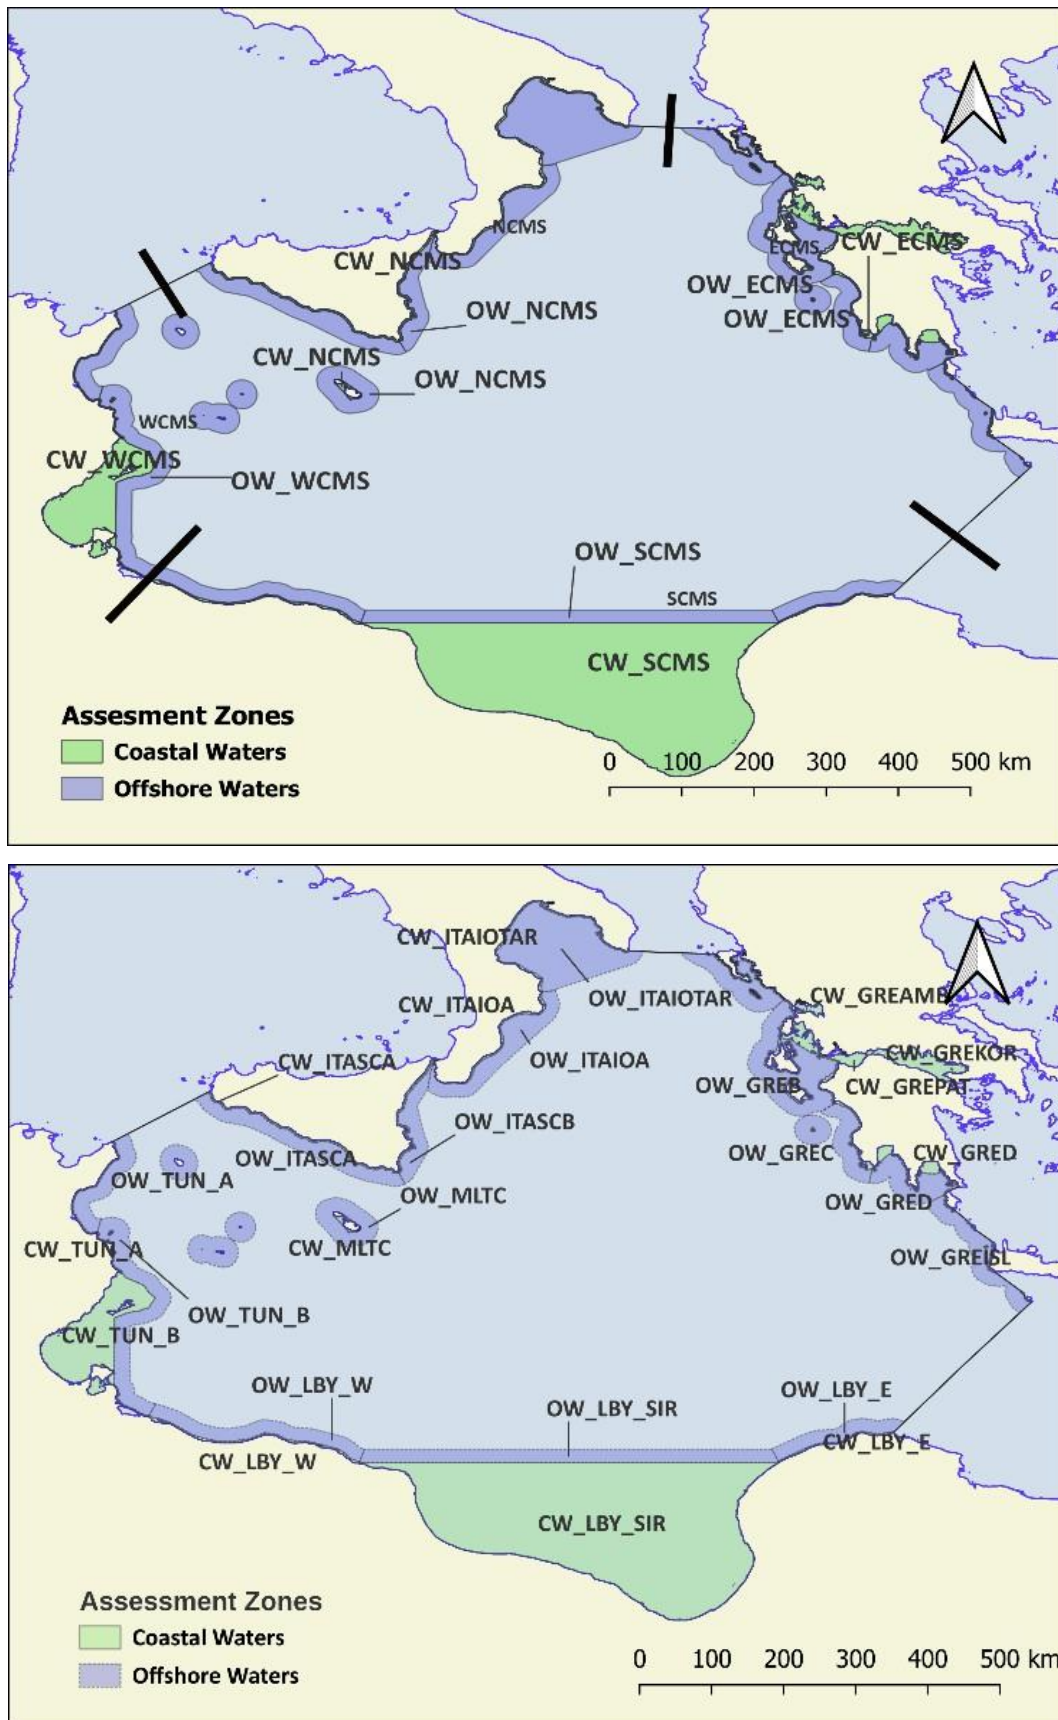 NCMS
CW_NCMS
ECMS
CW_ECMS
OW_ECMS
OW_NCMS
OW_ECMS
CW_NCMS
OW_NCMS
WCMS
CW_WCMS
OW_WCMS
OW_SCMS
SCMS
CW_SCMS
Assesment Zones
Coastal Waters
Offshore Waters
0 100 200 300 400 500 km
CW_ITAIOTAR
OW_ITAIOTAR
CW_GREAMB
CW_ITAIOA
CW_GREKOR
OW_ITAIOA
CW_ITASCA
OW_GREB
CW_GREPAT
OW_ITASCB
OW_ITASCA
OW_GREC
CW_GRED
OW_TUN_A
OW_MLTC
OW_GRED
CW_TUN_A
CW_MLTC
OW_GREISL
OW_TUN_B
CW_TUN_B
OW_LBY_W
OW_LBY_E
OW_LBY_SIR
CW_LBY_E
CW_LBY_W
CW_LBY_SIR
Assessment Zones
Coastal Waters
Offshore Waters
0 100 200 300 400 500 km